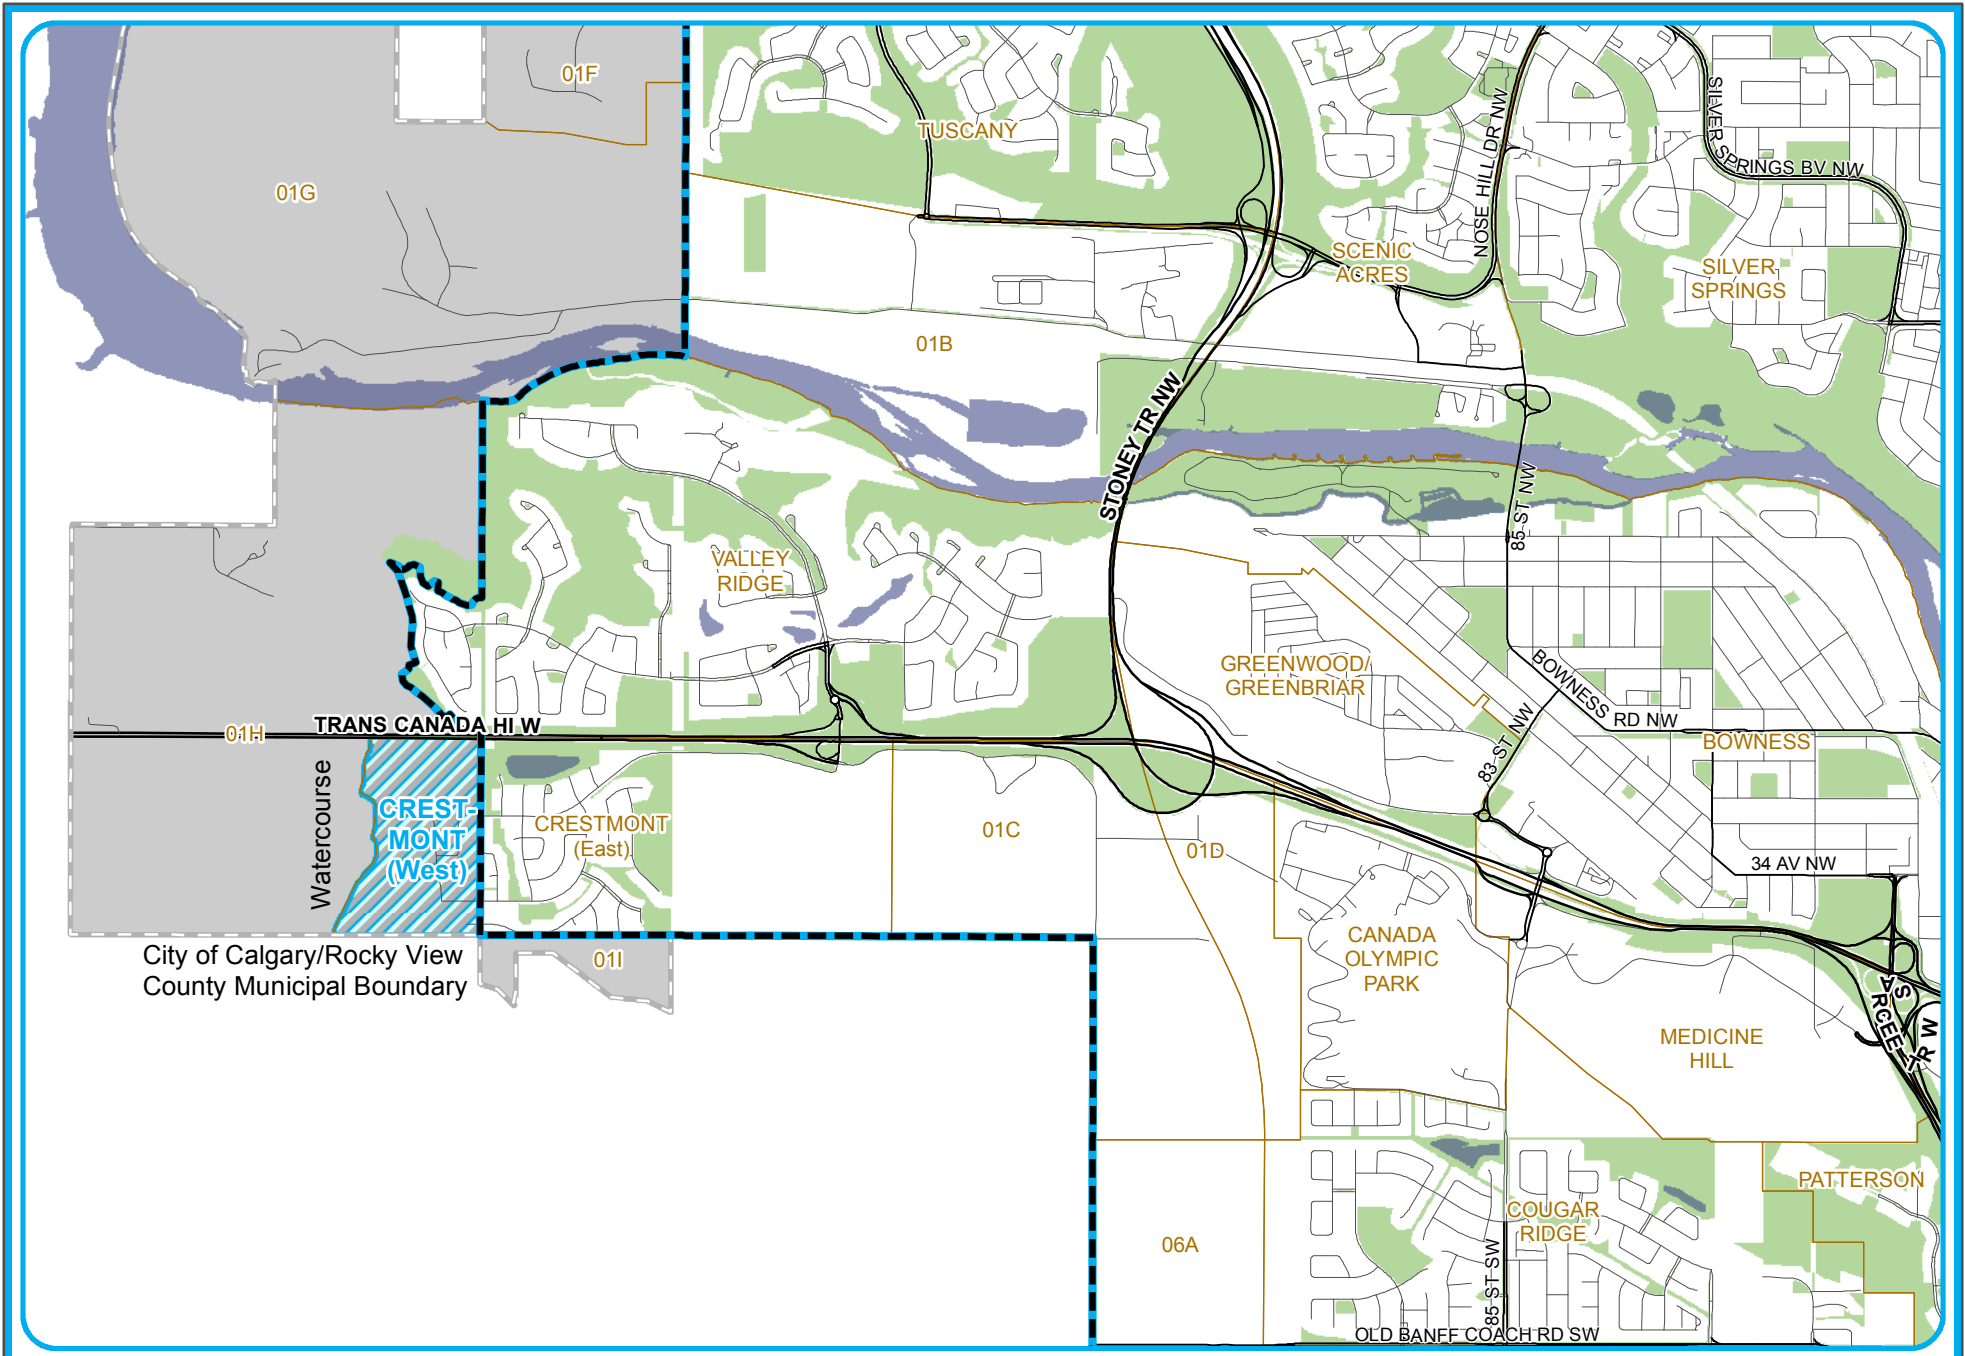 01F
TUSCANY
01G
NOSE HILL DR NW
SILVER
SPRINGS BV NW
SCENIC
ACRES
SILVER
SPRINGS
01B
STONEY TR NW
85 ST NW
VALLEY
RIDGE
GREENWOOD/
GREENBRIAR
BOWNESS
RD NW
BOWNESS
83 ST NW
01H
TRANS CANADA HI W
Watercourse
CREST-
MONT
(West)
CRESTMONT
(East)
01C
01D
34 AV NW
City of Calgary/Rocky View
County Municipal Boundary
01I
CANADA
OLYMPIC
PARK
MEDICINE
HILL
SARCEE TR W
PATTERSON
COUGAR
RIDGE
06A
85 ST SW
OLD BANFF COACH RD SW